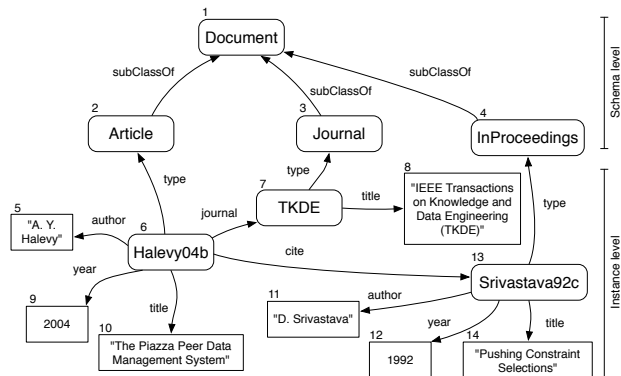 1
Document
subClassOf
subClassOf
subClassOf
Schema level
2
Article
3
Journal
4
InProceedings
type
type
type
5
"A. Y.
Halevy"
author
6
Halevy04b
journal
7
TKDE
title
8
"IEEE Transactions
on Knowledge and
Data Engineering
(TKDE)"
Instance level
cite
year
title
9
2004
10
"The Piazza Peer Data
Management System"
13
Srivastava92c
11
"D. Srivastava"
author
year
title
12
1992
14
"Pushing Constraint
Selections"